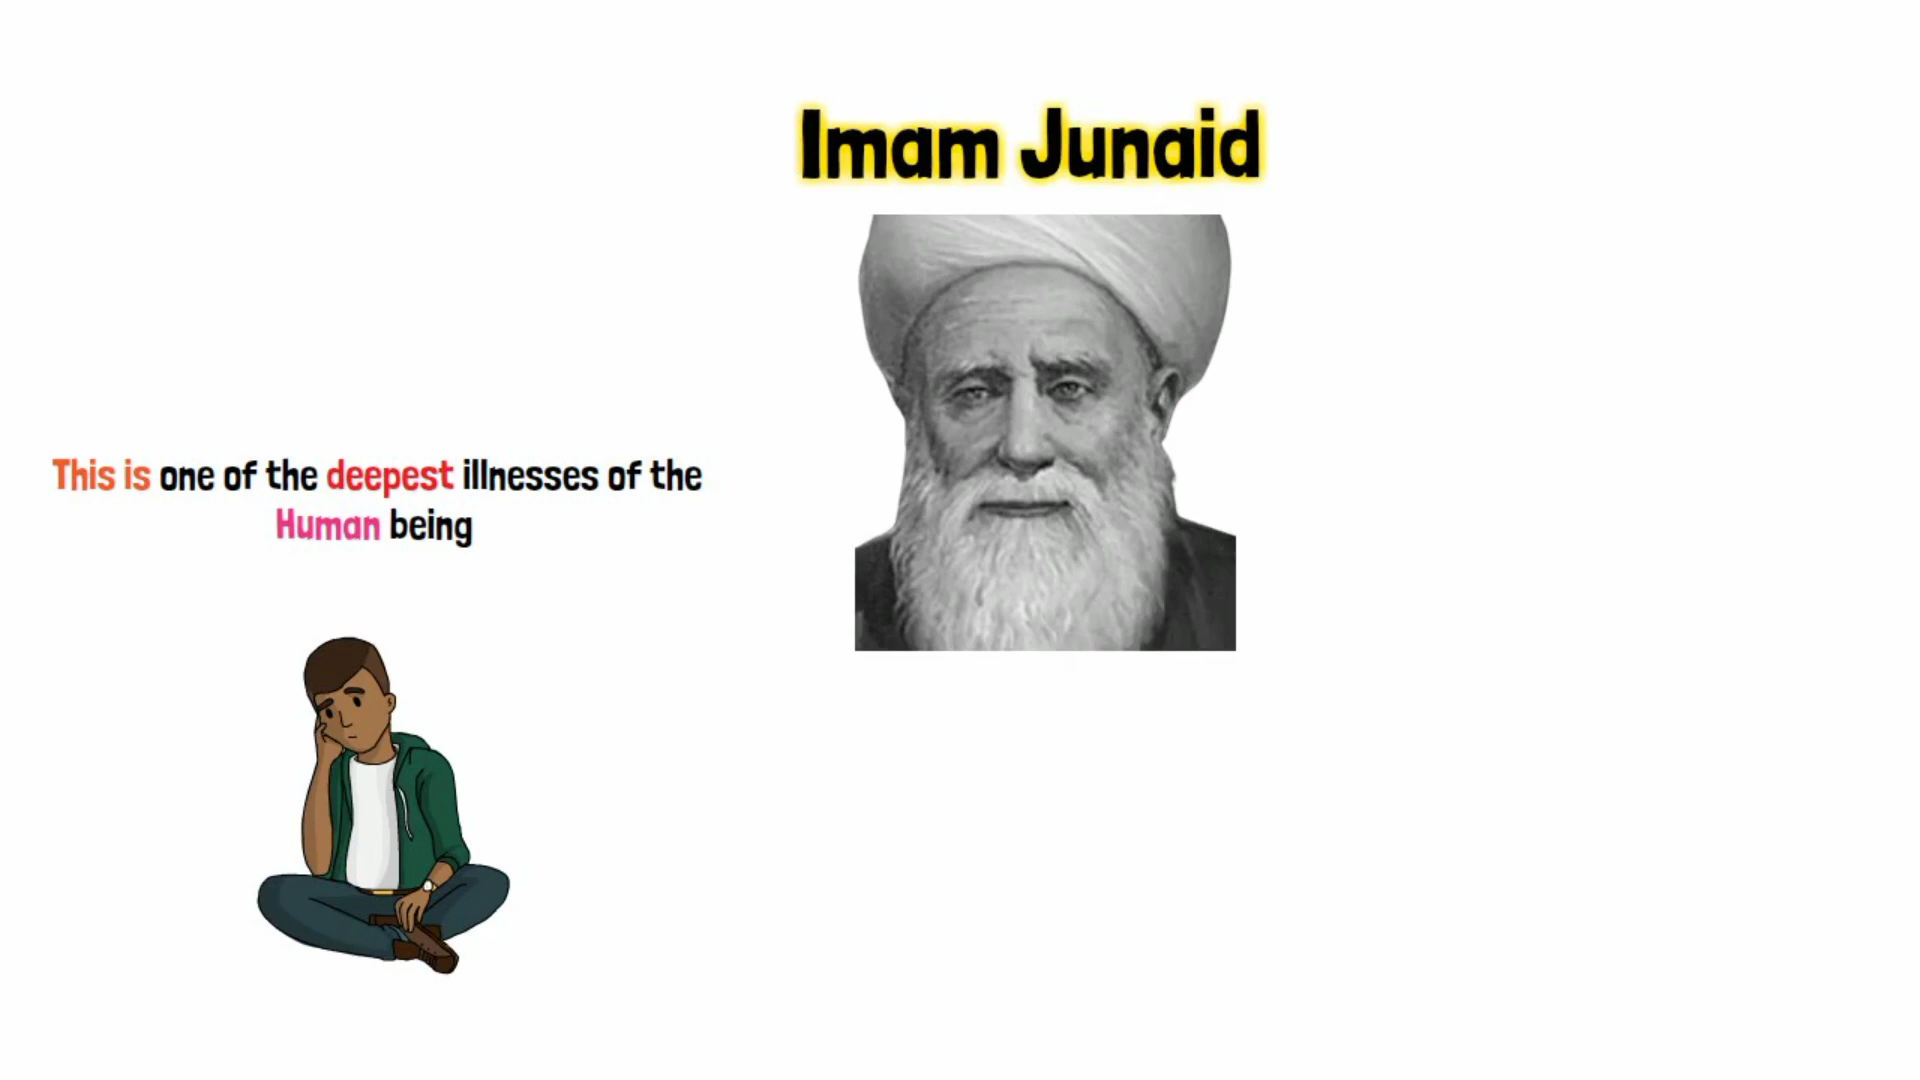 Imam Junaid
This is one of the deepest illnesses of the
Human being